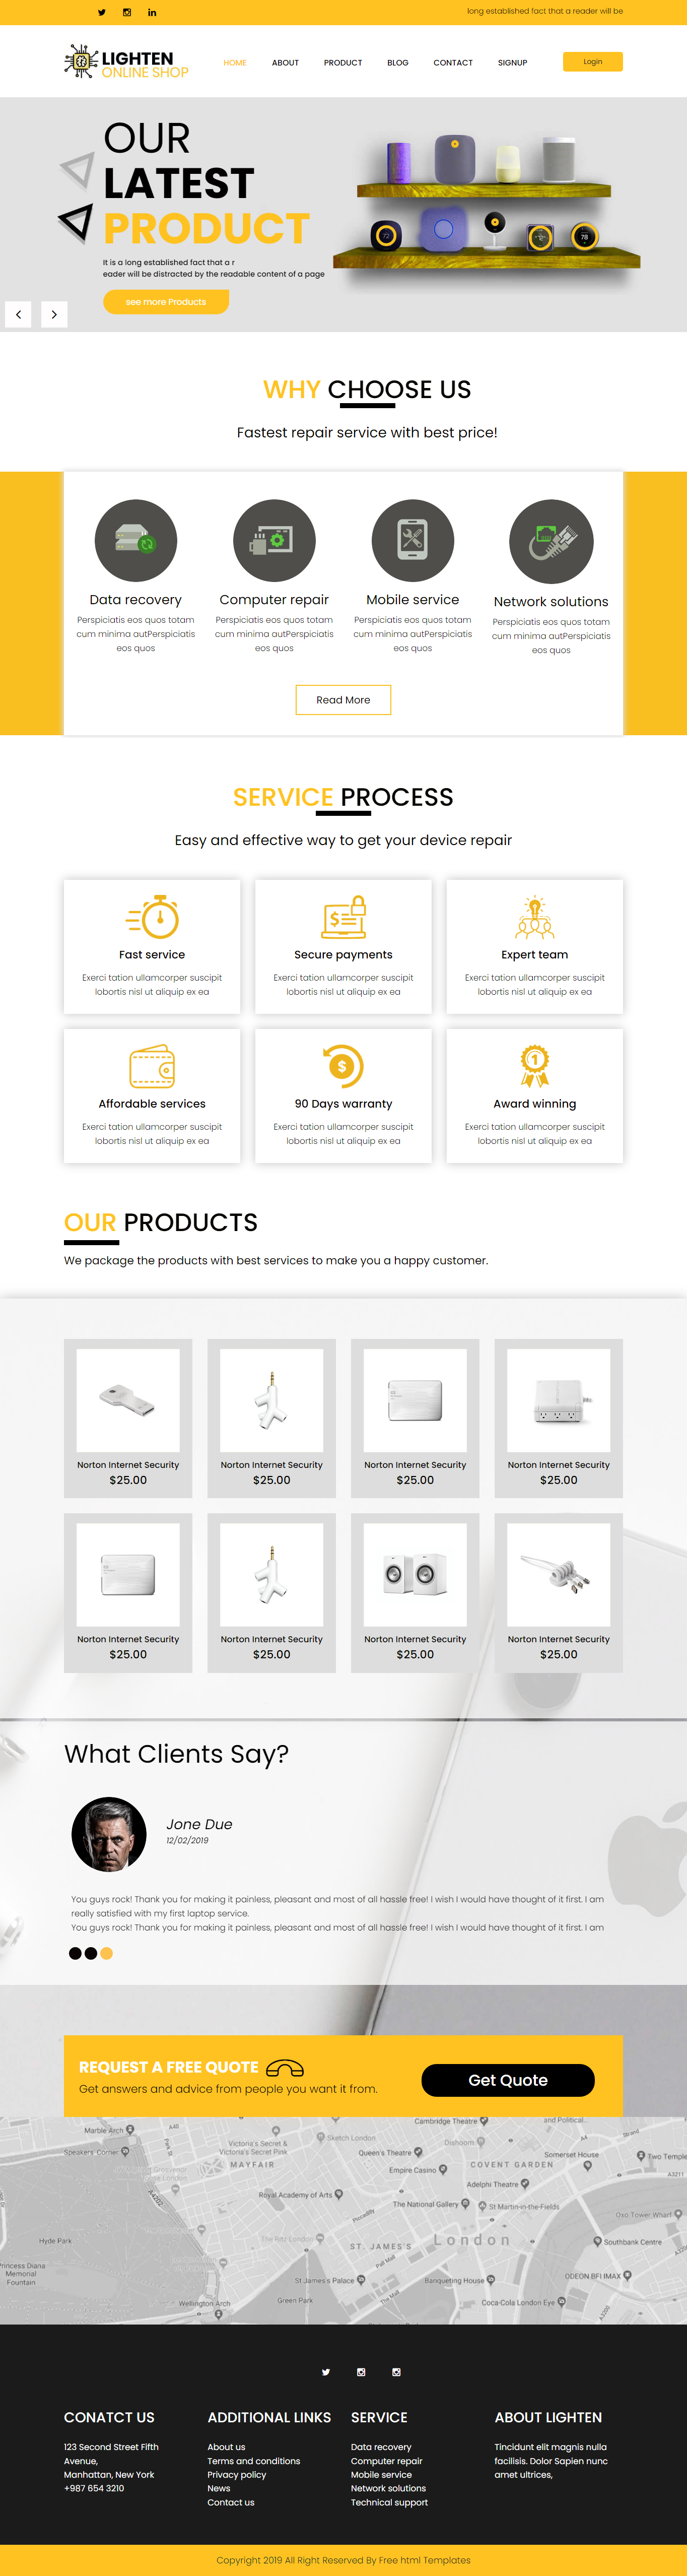 long established fact that a reader will be
LIGHTEN
ONLINE SHOP
HOME
ABOUT
PRODUCT
BLOG
CONTACT
SIGNUP
Login
OUR
LATEST
PRODUCT
It is a long established fact that a r
eader will be distracted by the readable content of a page
see more Products
72
78
WHY CHOOSE US
Fastest repair service with best price!
Data recovery
Perspiciatis eos quos totam
cum minima autPerspiciatis
eos quos
Computer repair
Perspiciatis eos quos totam
cum minima autPerspiciatis
eos quos
Mobile service
Perspiciatis eos quos totam
cum minima autPerspiciatis
eos quos
Network solutions
Perspiciatis eos quos totam
cum minima autPerspiciatis
eos quos
Read More
SERVICE PROCESS
Easy and effective way to get your device repair
Fast service
Exerci tation ullamcorper suscipit
lobortis nisl ut aliquip ex ea
Secure payments
Exerci tation ullamcorper suscipit
lobortis nisl ut aliquip ex ea
Expert team
Exerci tation ullamcorper suscipit
lobortis nisl ut aliquip ex ea
Affordable services
Exerci tation ullamcorper suscipit
lobortis nisl ut aliquip ex ea
90 Days warranty
Exerci tation ullamcorper suscipit
lobortis nisl ut aliquip ex ea
Award winning
Exerci tation ullamcorper suscipit
lobortis nisl ut aliquip ex ea
OUR PRODUCTS
We package the products with best services to make you a happy customer.
Norton Internet Security
$25.00
Norton Internet Security
$25.00
Norton Internet Security
$25.00
Norton Internet Security
$25.00
Norton Internet Security
$25.00
Norton Internet Security
$25.00
Norton Internet Security
$25.00
Norton Internet Security
$25.00
What Clients Say?
Jone Due
12/02/2019
You guys rock! Thank you for making it painless, pleasant and most of all hassle free! I wish I would have thought of it first. I am
really satisfied with my first laptop service.
You guys rock! Thank you for making it painless, pleasant and most of all hassle free! I wish I would have thought of it first. I am
REQUEST A FREE QUOTE
Get answers and advice from people you want it from.
Get Quote
Marble Arch
A40
Park St
Speakers' Corner
Victoria's Secret &
Victoria's Secret Pink
MAYFAIR
Sketch London
Cambridge Theatre
and Political...
Strand
A4
Queen's Theatre
Dishoom
Somerset House
Two Temple
Empire Casino
COVENT GARDEN
A3211
Adelphi Theatre
A4202
Royal Academy of Arts
The National Gallery
St Martin-in-the-Fields
Piccadilly
Oxo Tower Wharf
Hyde Park
The Ritz London
ST. JAMES'S
London
Southbank Centre
Pall Mall
Princess Diana
Memorial
Fountain
St James's Palace
Banqueting House
ODEON BFI IMAX
The Mall
Wellington Arch
Green Park
Coca-Cola London Eye
A3200
CONATCT US
123 Second Street Fifth
Avenue,
Manhattan, New York
+987 654 3210
ADDITIONAL LINKS
About us
Terms and conditions
Privacy policy
News
Contact us
SERVICE
Data recovery
Computer repair
Mobile service
Network solutions
Technical support
ABOUT LIGHTEN
Tincidunt elit magnis nulla
facilisis. Dolor Sapien nunc
amet ultrices,
Copyright 2019 All Right Reserved By Free html Templates